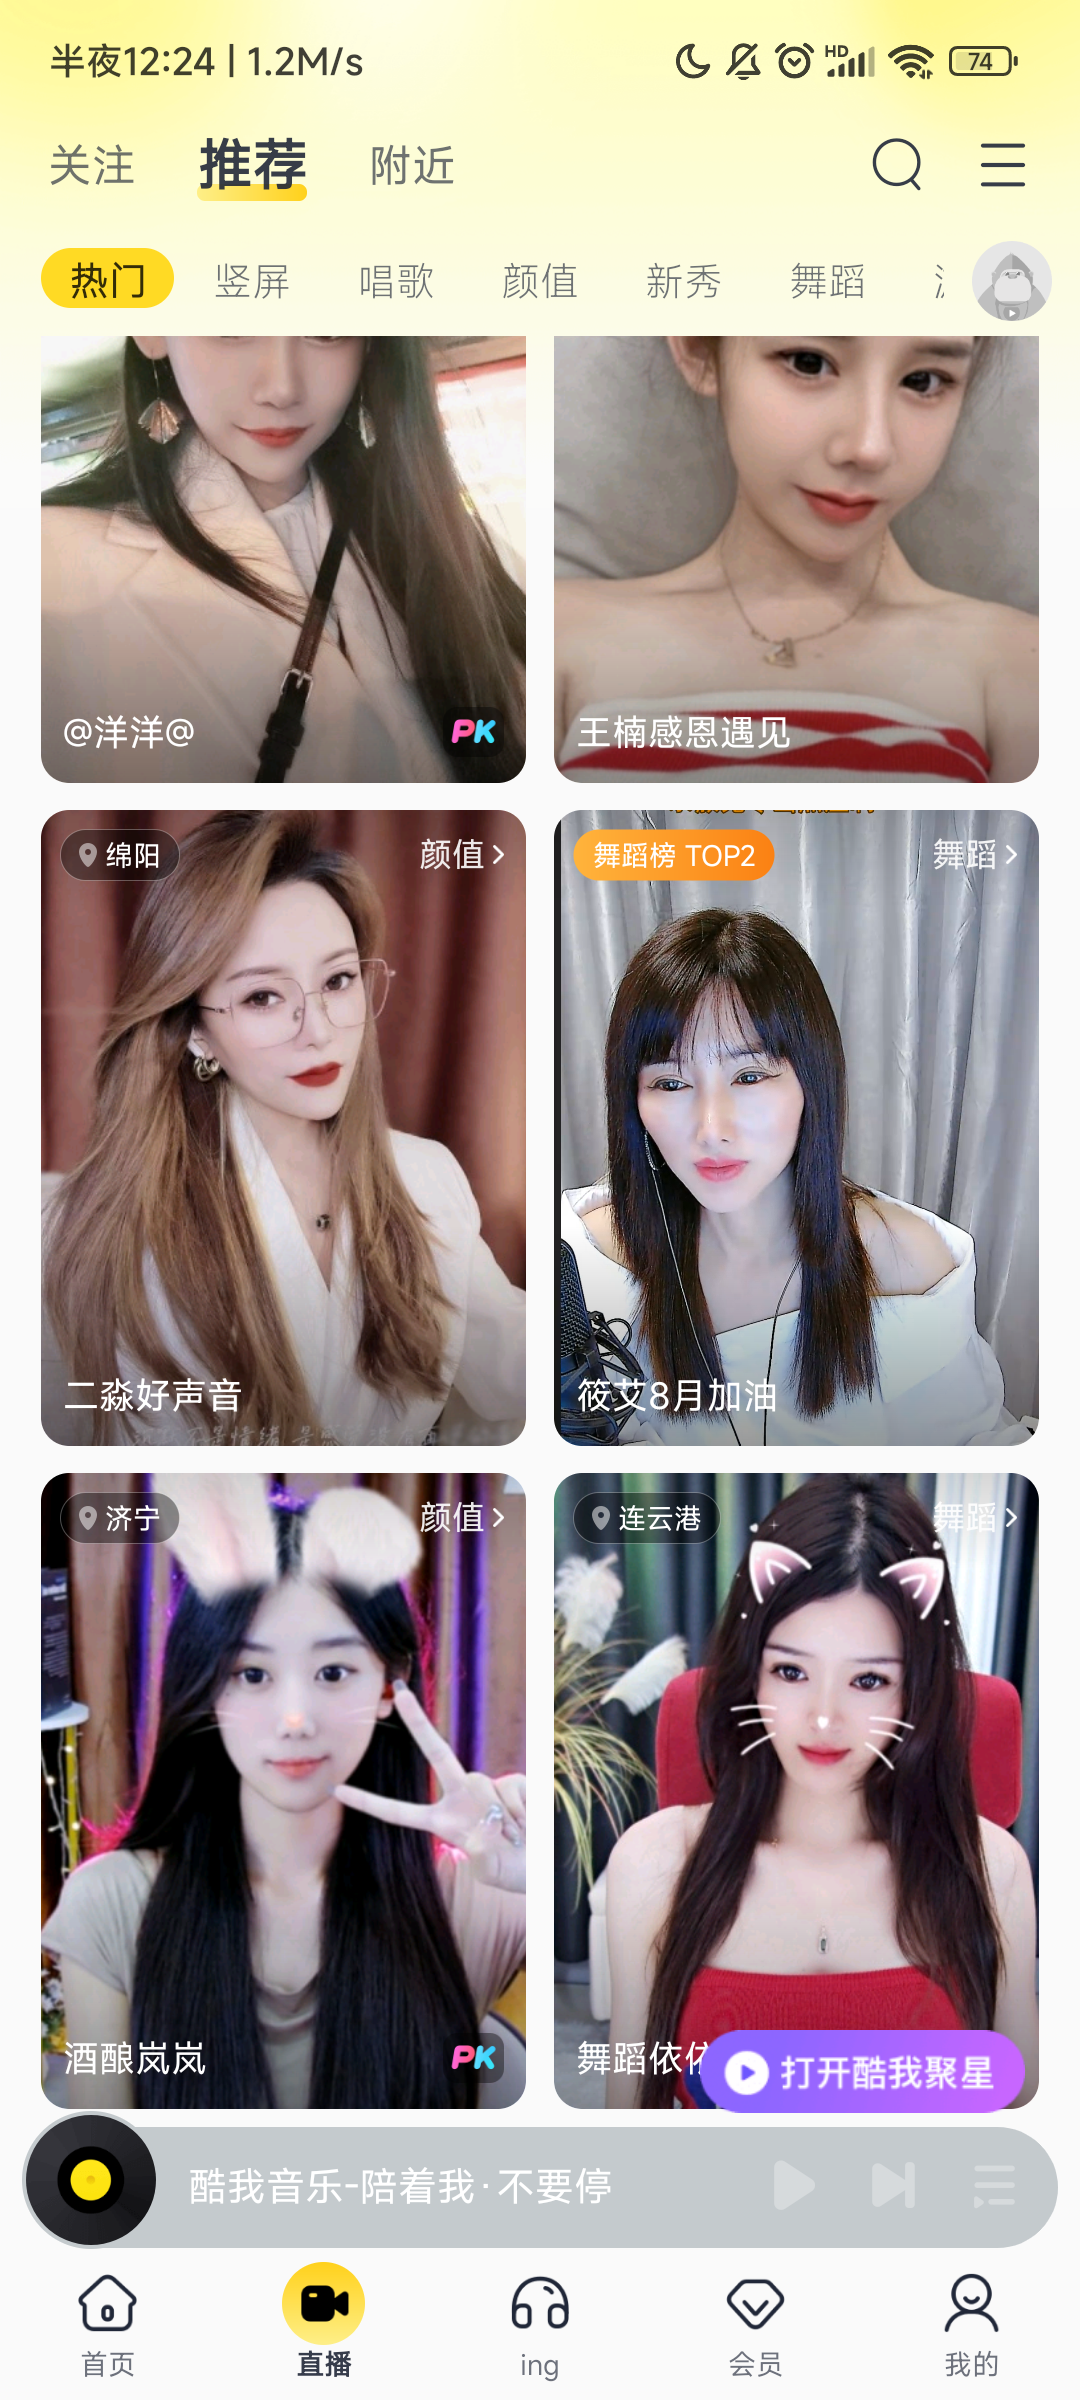 半夜12:24 | 1.2M/s
HD
74
关注 推荐 附近
热门 竖屏 唱歌 颜值 新秀 舞蹈
@洋洋@
PK
王楠感恩遇见
绵阳
颜值
二淼好声音
舞蹈榜 TOP2
舞蹈
筱艾8月加油
济宁
颜值
酒酿岚岚
PK
连云港
舞蹈
舞蹈依依
打开酷我聚星
酷我音乐-陪着我·不要停
首页 直播 ing 会员 我的